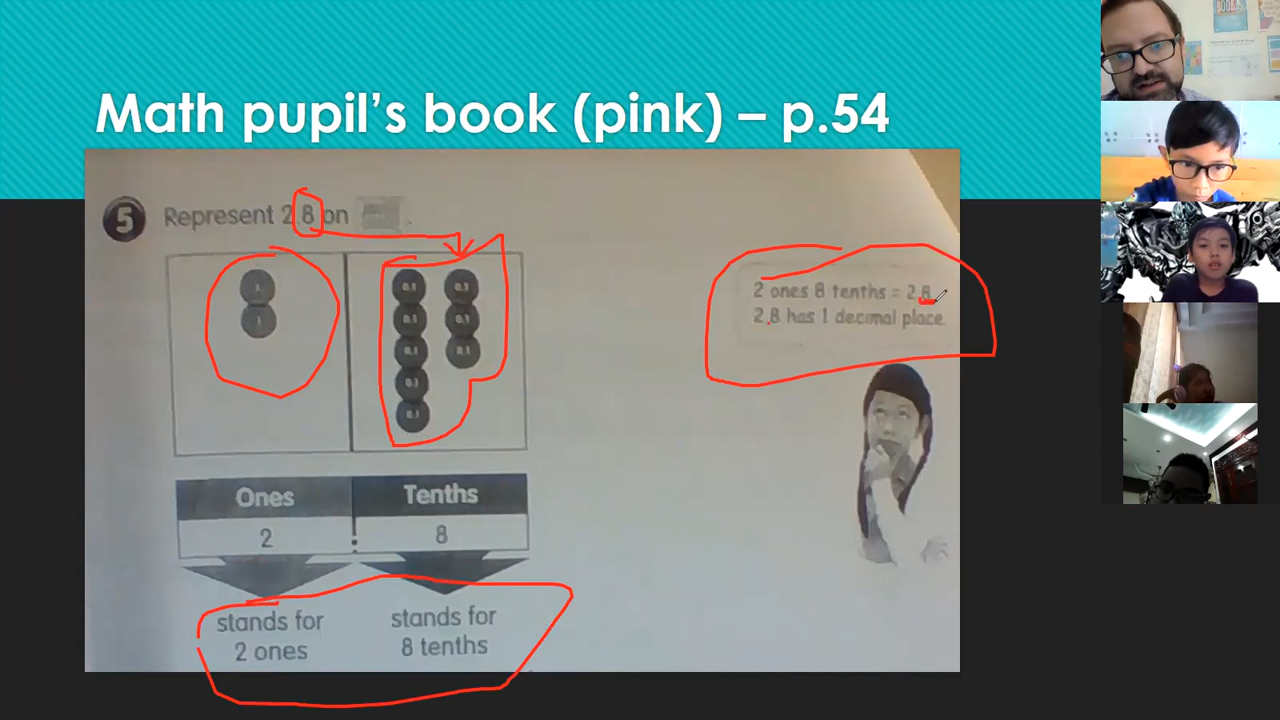 Math pupil's book (pink) – p.54
5 Represent 2.8 on .
1
1
0.1 0.1
0.1 0.1
0.1 0.1
0.1
0.1
2 ones 8 tenths = 2.8
2.8 has 1 decimal place.
Ones Tenths
2 8
stands for stands for
2 ones 8 tenths